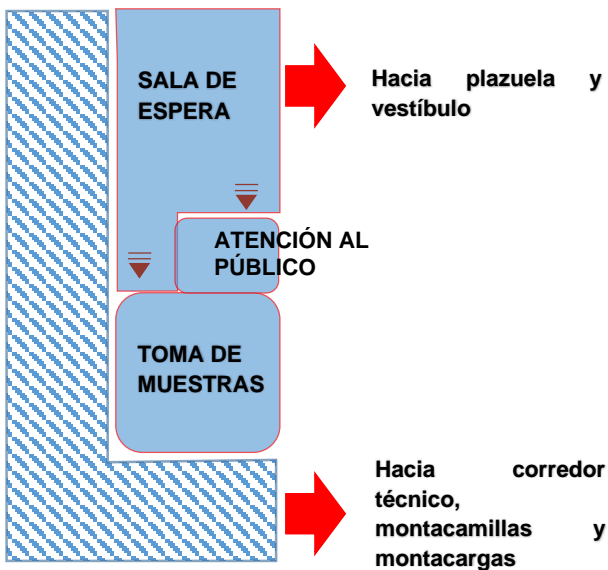 SALA DE
ESPERA
Hacia plazuela y
vestíbulo
ATENCIÓN AL
PÚBLICO
TOMA DE
MUESTRAS
Hacia corredor
técnico,
montacamillas y
montacargas